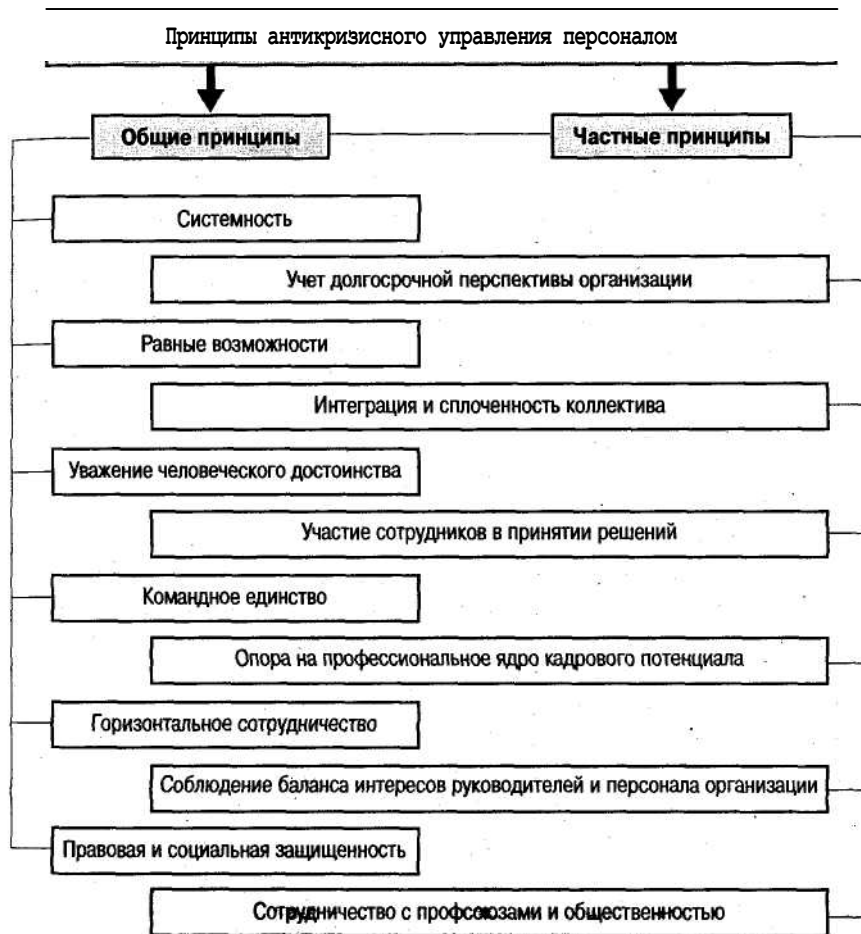 Принципы антикризисного управления персоналом
Общие принципы
Частные принципы
Системность
Учет долгосрочной перспективы организации
Равные возможности
Интеграция и сплоченность коллектива
Уважение человеческого достоинства
Участие сотрудников в принятии решений
Командное единство
Опора на профессиональное ядро кадрового потенциала
Горизонтальное сотрудничество
Соблюдение баланса интересов руководителей и персонала организации
Правовая и социальная защищенность
Сотрудничество с профсоюзами и общественностью